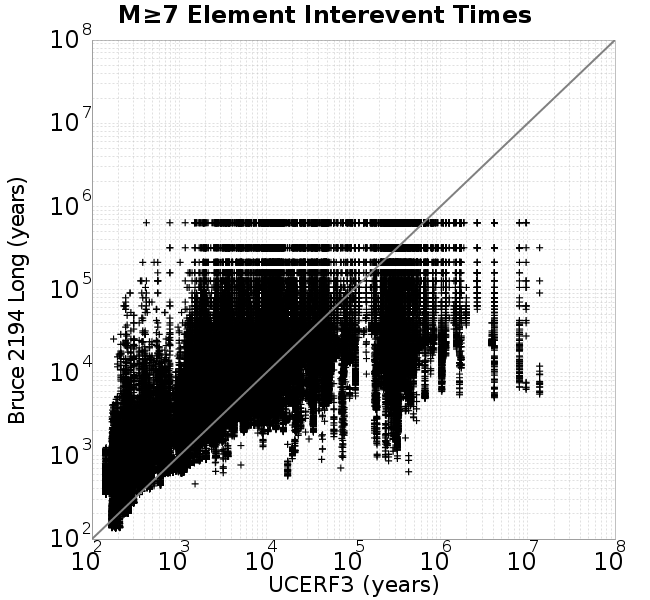 M≥7 Element Interevent Times
10^8
10^7
10^6
10^5
10^4
10^3
10^2
Bruce 2194 Long (years)
10^2 10^3 10^4 10^5 10^6 10^7 10^8
UCERF3 (years)